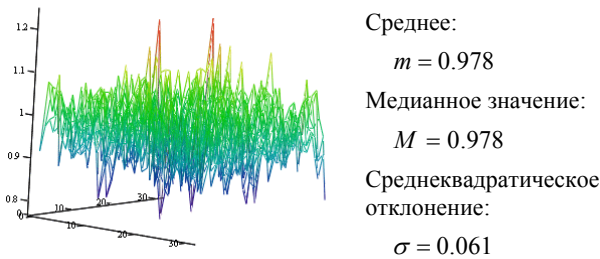 1.2
1.1
1
0.9
0.8
0
0
10
20
30
10
20
30
Среднее:
m = 0.978
Медианное значение:
M = 0.978
Среднеквадратическое
отклонение:
σ = 0.061